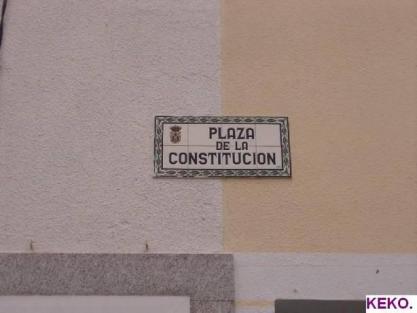 PLAZA
DE LA
CONSTITUCION
KEKO.